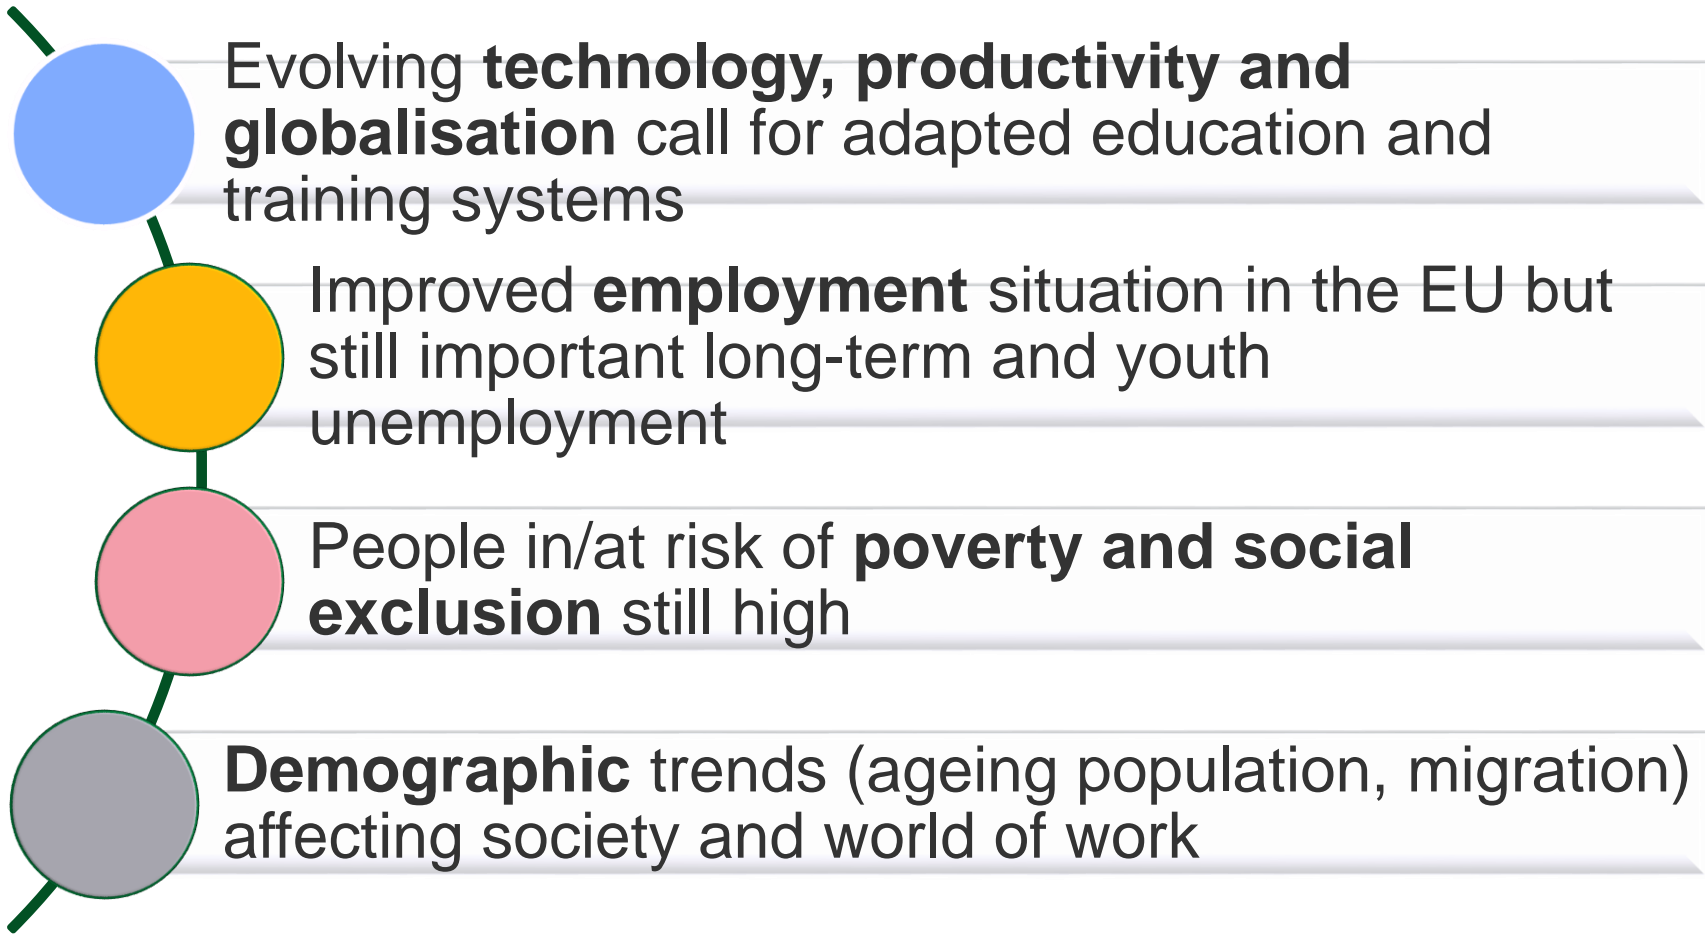 Evolving technology, productivity and
globalisation call for adapted education and
training systems
Improved employment situation in the EU but
still important long-term and youth
unemployment
People in/at risk of poverty and social
exclusion still high
Demographic trends (ageing population, migration)
affecting society and world of work